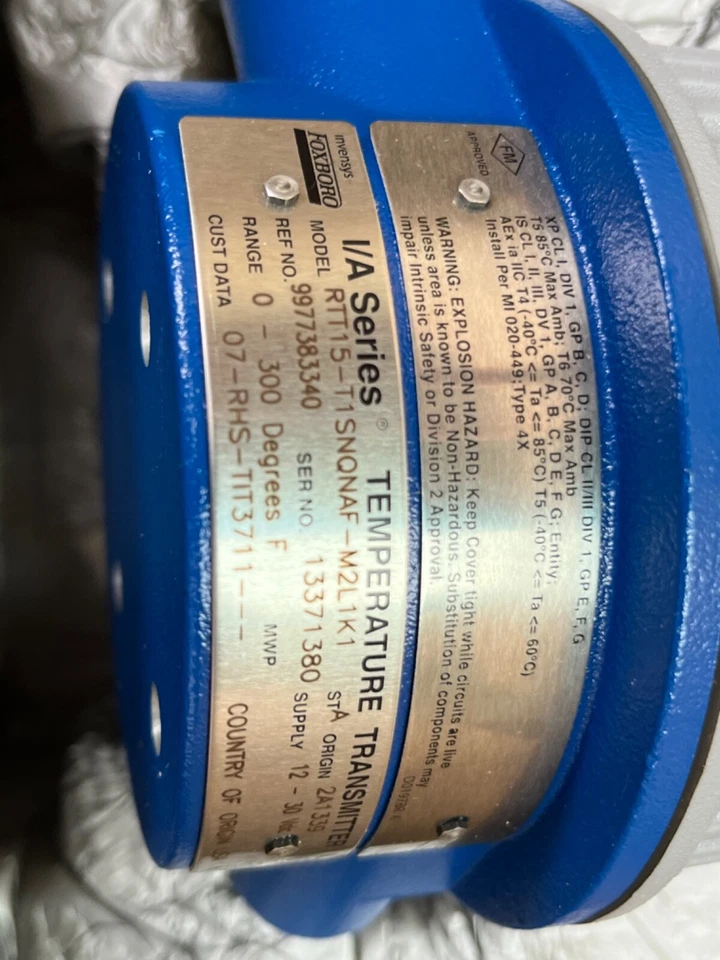 FM
APPROVED
XP CL I, DIV 1, GP B, C, D; DIP-CL II/III DIV 1, GP E, F, G
T5 85°C Max Amb; T6 70°C Max Amb
IS CL I, II, III, DV 1, GP A, B, C, D E, F, G; Entity;
AEx ia IIC T4 (-40°C <= Ta <= 85°C) T5 (-40°C <= Ta <= 60°C)
Install Per MI 020-449;Type 4X
WARNING: EXPLOSION HAZARD: Keep Cover tight while circuits are live
unless area is known to be Non-Hazardous. Substitution of components may
impair Intrinsic Safety or Division 2 Approval.
invensys
FOXBORO
I/A Series® TEMPERATURE TRANSMITTER
MODEL RTT15-T1SNQNAF-M2L1K1 ST A ORIGIN 2A1339
REF NO. 9977383340 SER NO. 13371380 SUPPLY 12 - 30 Vdc
RANGE 0 - 300 Degrees F MWP
CUST DATA 07-RHS-TIT3711--- COUNTRY OF ORIGIN